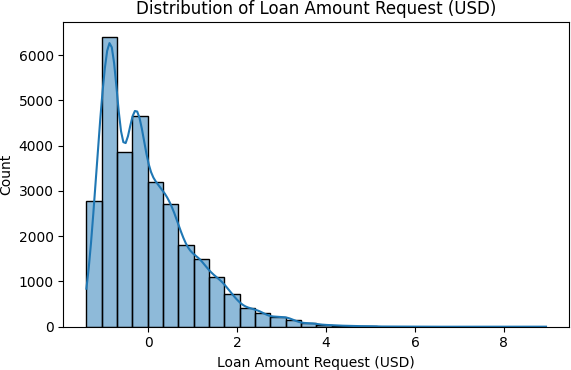 Distribution of Loan Amount Request (USD)
6000
5000
4000
3000
2000
1000
0
Count
0 2 4 6 8
Loan Amount Request (USD)